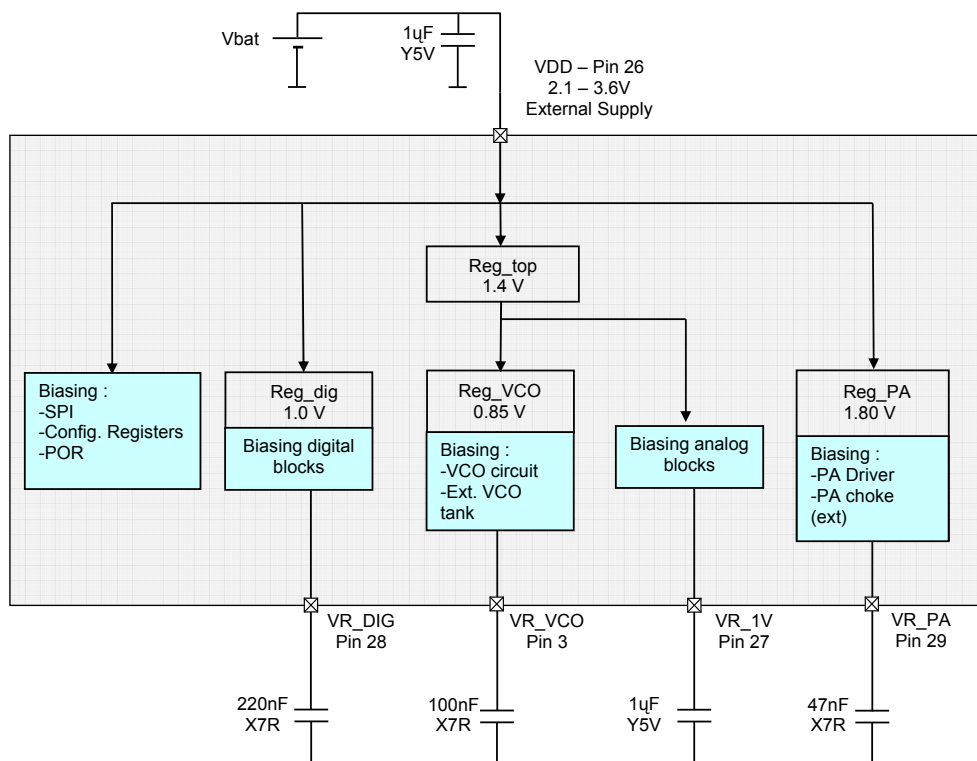 Vbat
1ųF
Y5V
VDD – Pin 26
2.1 – 3.6V
External Supply
Reg_top
1.4 V
Biasing :
-SPI
-Config. Registers
-POR
Reg_dig
1.0 V
Biasing digital
blocks
Reg_VCO
0.85 V
Biasing :
-VCO circuit
-Ext. VCO
tank
Biasing analog
blocks
Reg_PA
1.80 V
Biasing :
-PA Driver
-PA choke
(ext)
VR_DIG
Pin 28
VR_VCO
Pin 3
VR_1V
Pin 27
VR_PA
Pin 29
220nF
X7R
100nF
X7R
1ųF
Y5V
47nF
X7R